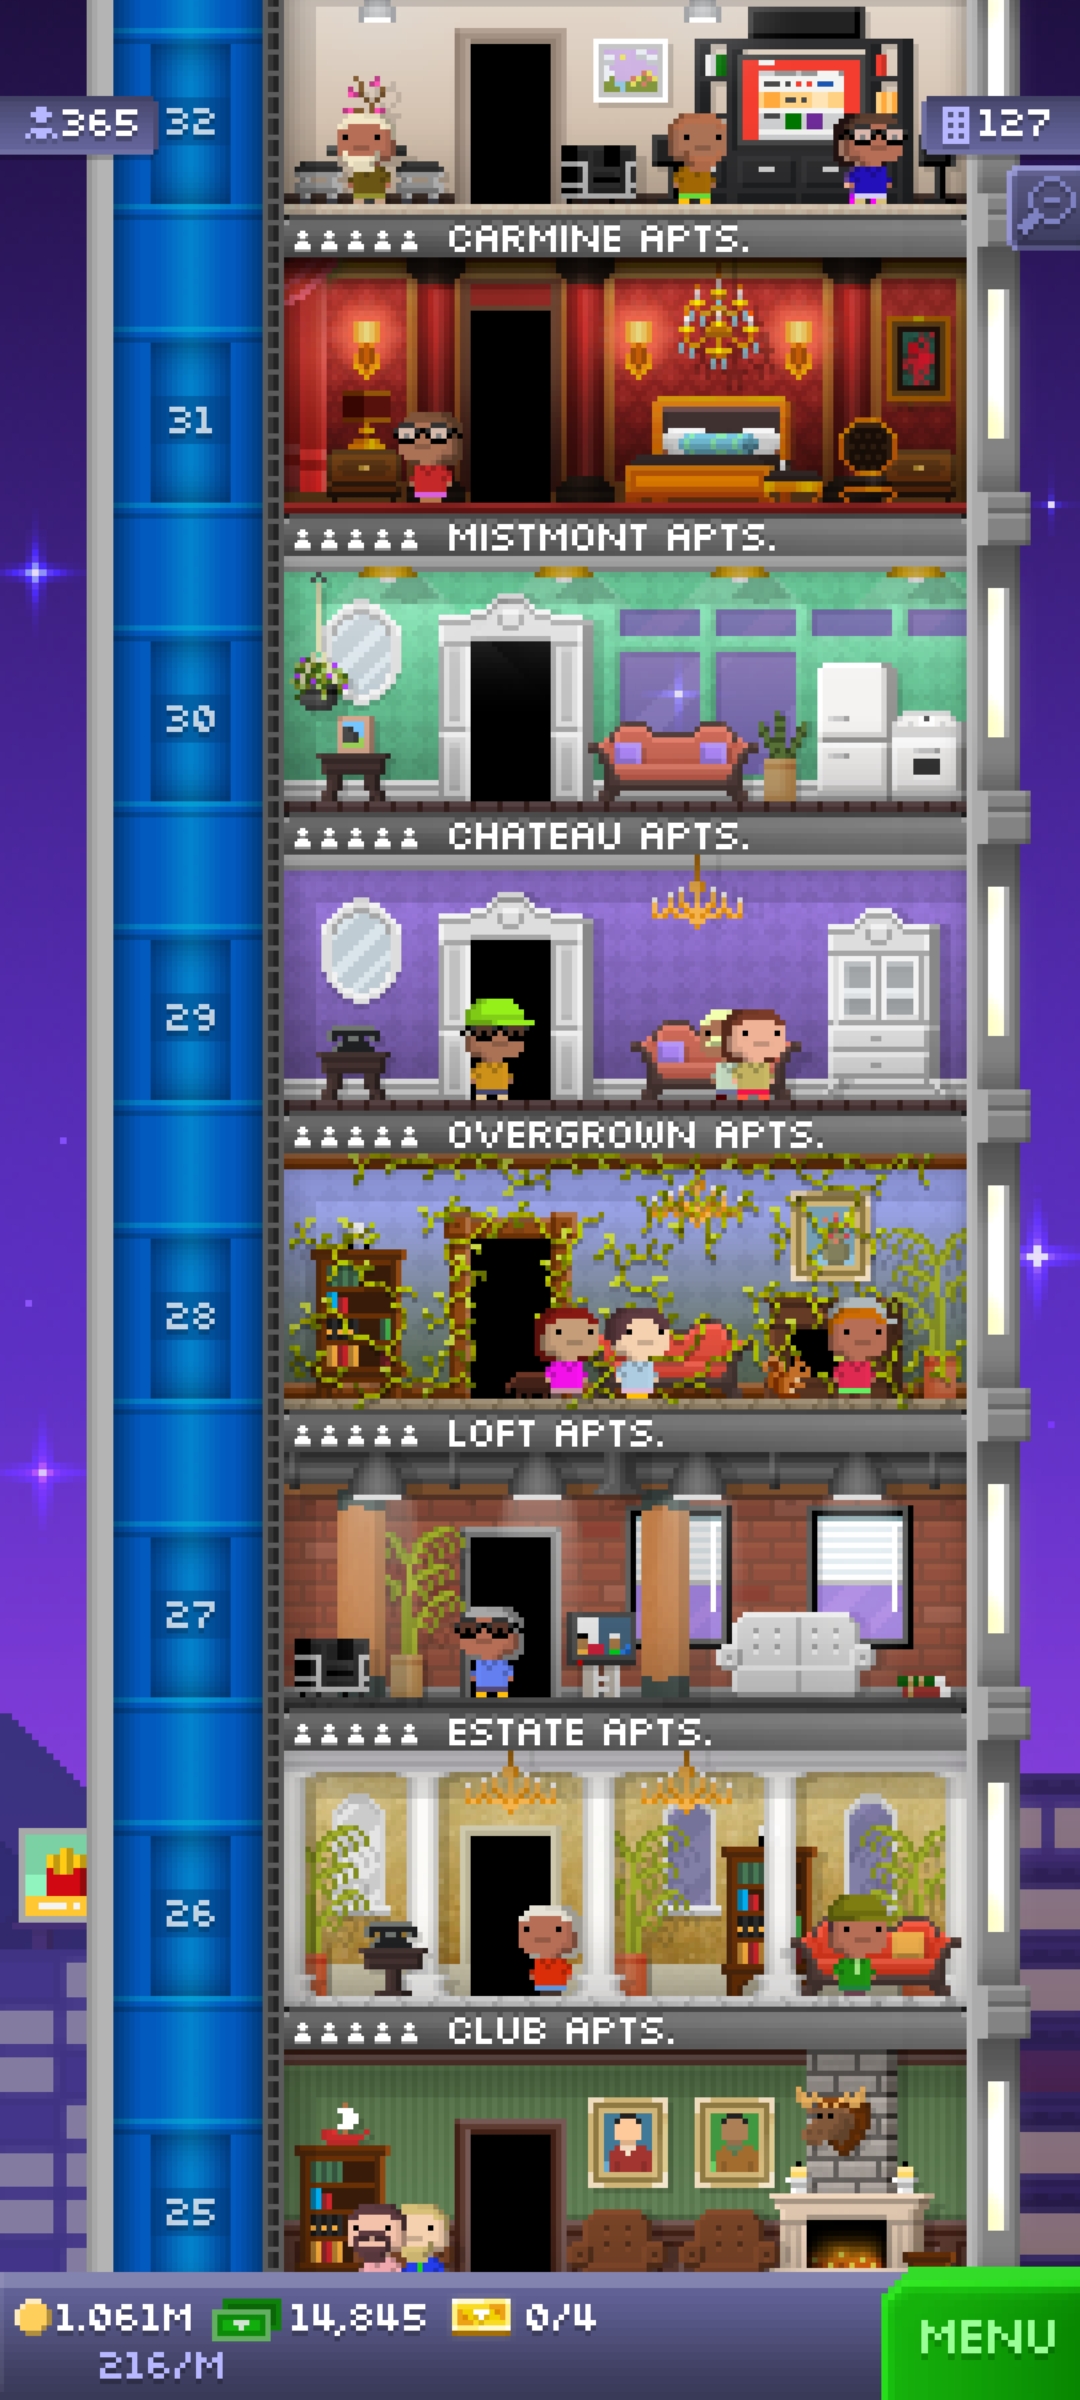 365
32
127
CARMINE APTS.
31
MISTMONT APTS.
30
CHATEAU APTS.
29
OVERGROWN APTS.
28
LOFT APTS.
27
ESTATE APTS.
26
CLUB APTS.
25
1.061M 14,845 0/4
216/M
MENU